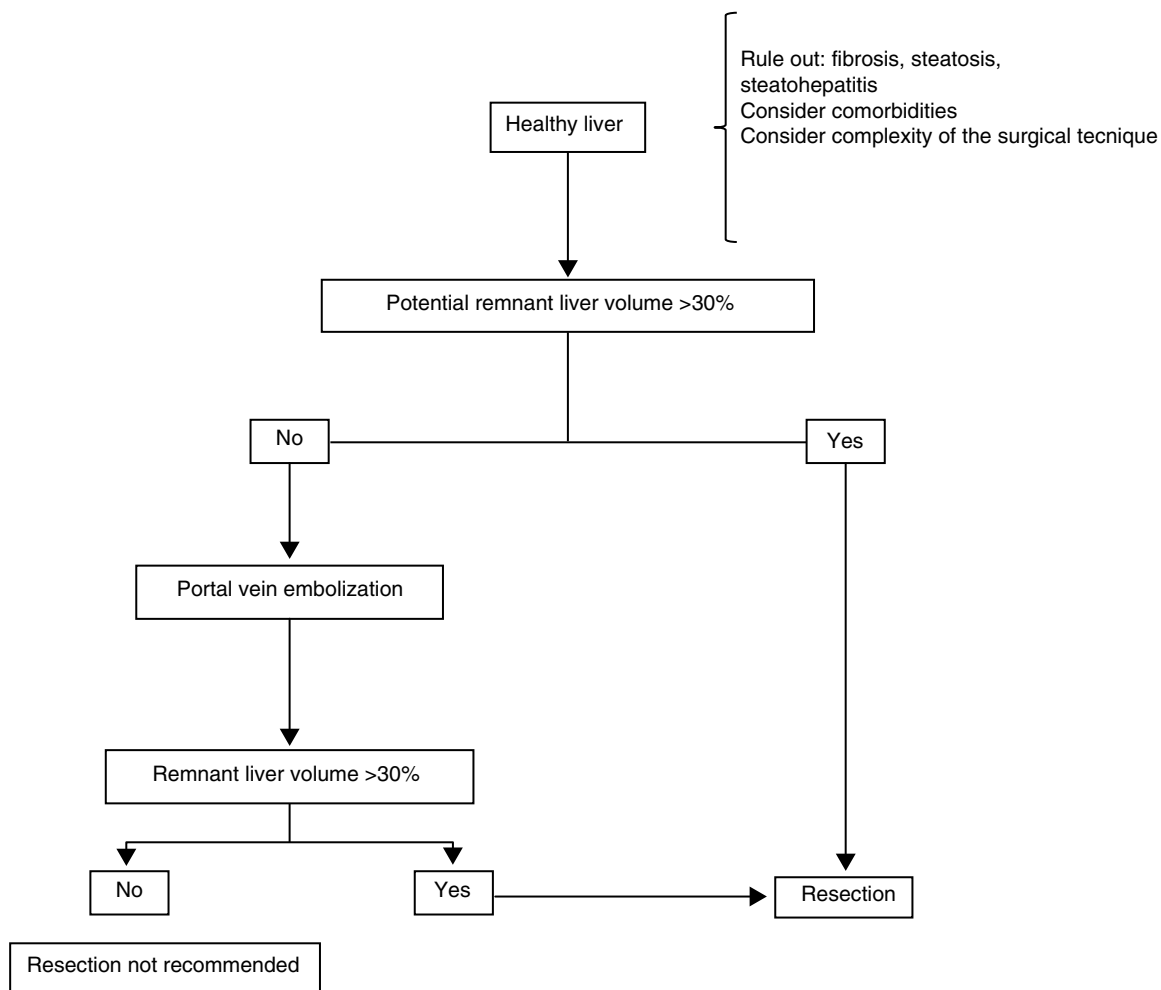 Rule out: fibrosis, steatosis,
steatohepatitis
Consider comorbidities
Consider complexity of the surgical tecnique
Healthy liver
Potential remnant liver volume >30%
No
Yes
Portal vein embolization
Remnant liver volume >30%
No
Yes
Resection
Resection not recommended